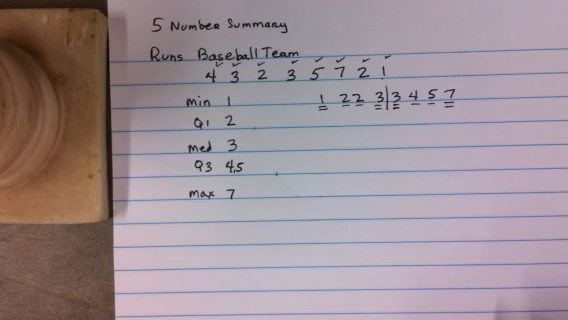 5 Number Summary
Runs Baseball Team
4 3 2 3 5 7 2 1
min 1
1 2 2 3 | 3 4 5 7
Q1 2
med 3
Q3 4.5
max 7